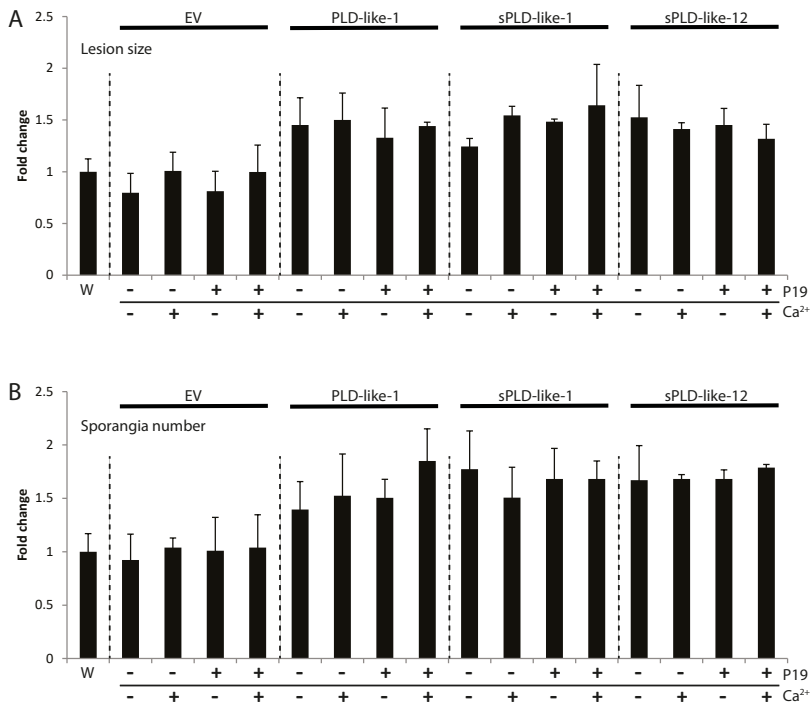 A
EV PLD-like-1 sPLD-like-1 sPLD-like-12
Lesion size
Fold change
2.5
2
1.5
1
0.5
0
W - - + + - - + + - - + + - - + + P19
- + - + - + - + - + - + - + - + Ca²⁺
B
EV PLD-like-1 sPLD-like-1 sPLD-like-12
Sporangia number
Fold change
2.5
2
1.5
1
0.5
0
W - - + + - - + + - - + + - - + + P19
- + - + - + - + - + - + - + - + Ca²⁺